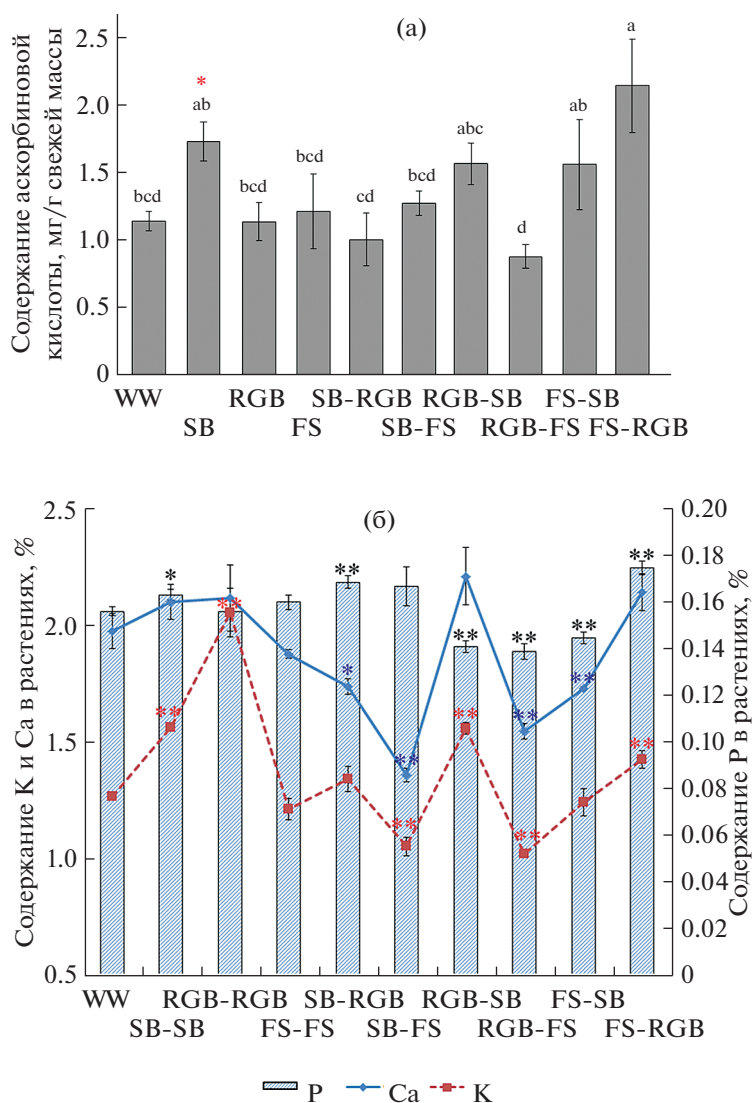 (а)
Содержание аскорбиновой
кислоты, мг/г свежей массы
2.5
2.0
1.5
1.0
0.5
0
bcd
*
ab
bcd
bcd
cd
bcd
abc
d
ab
a
WW
RGB
SB-RGB
RGB-SB
FS-SB
SB
FS
SB-FS
RGB-FS
FS-RGB
(б)
Содержание K и Ca в растениях, %
2.5
2.0
1.5
1.0
0.5
Содержание P в растениях, %
0.20
0.18
0.16
0.14
0.12
0.10
0.08
0.06
0.04
0.02
0
*
**
**
**
**
**
**
*
**
**
**
**
**
**
**
**
WW
RGB-RGB
SB-RGB
RGB-SB
FS-SB
SB-SB
FS-FS
SB-FS
RGB-FS
FS-RGB
P
Ca
K